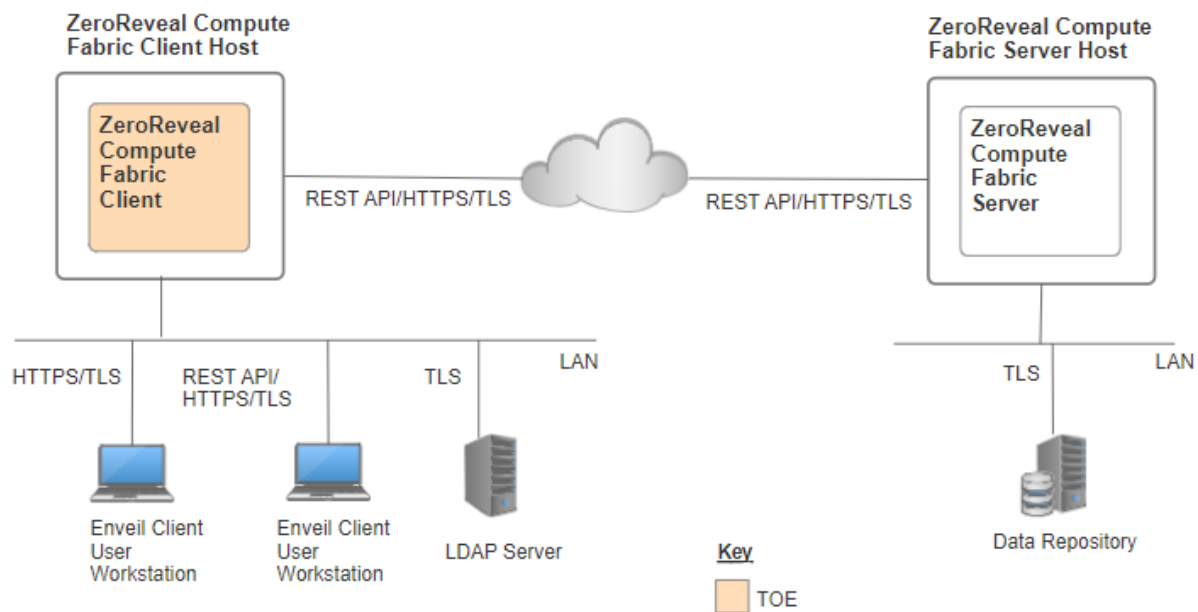 ZeroReveal Compute
Fabric Client Host
ZeroReveal Compute
Fabric Server Host
ZeroReveal
Compute
Fabric
Client
ZeroReveal
Compute
Fabric
Server
REST API/HTTPS/TLS
REST API/HTTPS/TLS
LAN
LAN
HTTPS/TLS
REST API/
HTTPS/TLS
TLS
TLS
Enveil Client
User
Workstation
Enveil Client
User
Workstation
LDAP Server
Data Repository
Key
TOE